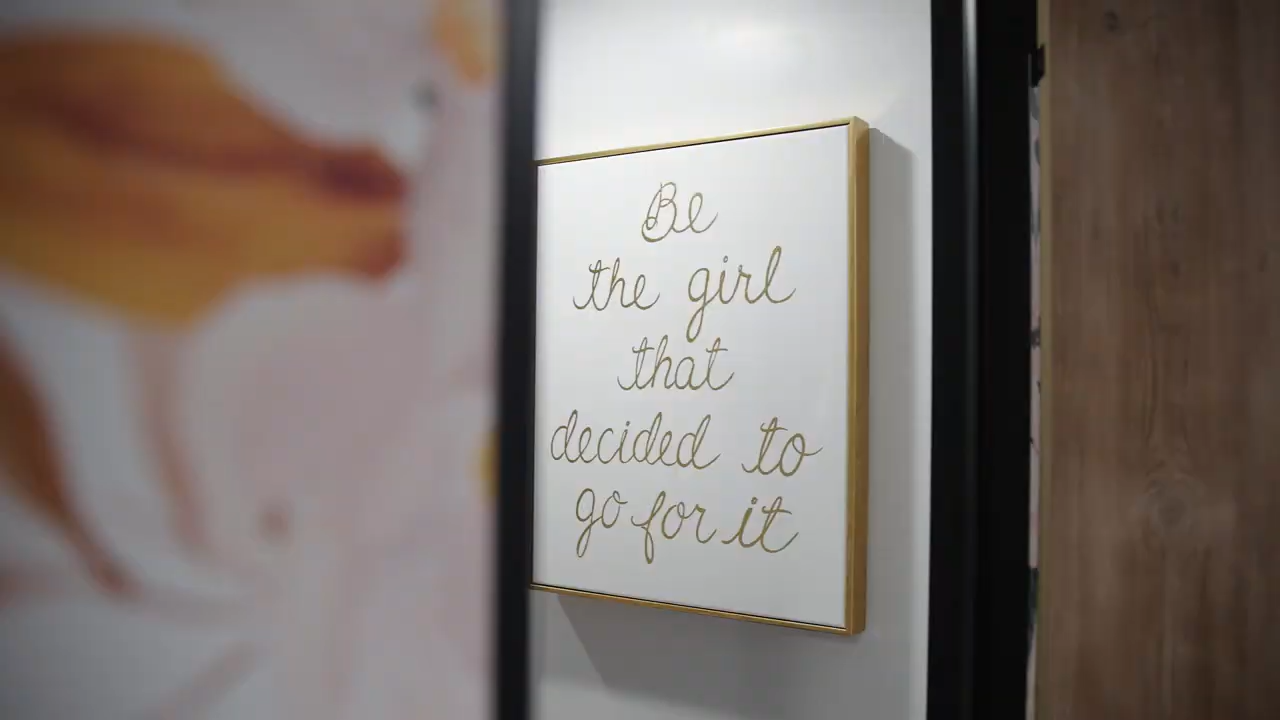 Be
the girl
that
decided to
go for it